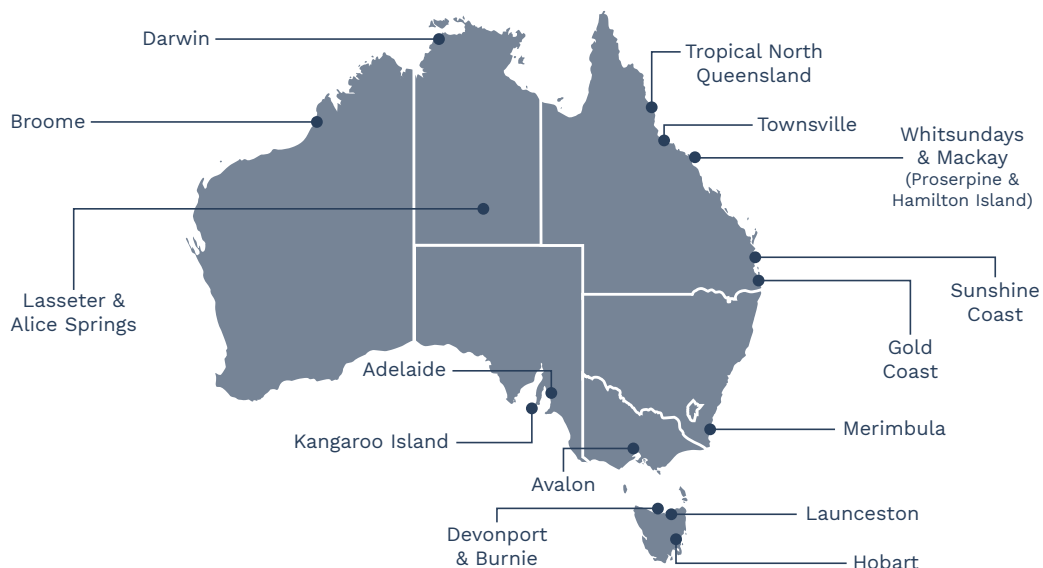 Darwin
Tropical North
Queensland
Broome
Townsville
Whitsundays
& Mackay
(Proserpine &
Hamilton Island)
Lasseter &
Alice Springs
Sunshine
Coast
Gold
Coast
Adelaide
Kangaroo Island
Merimbula
Avalon
Devonport
& Burnie
Launceston
Hobart